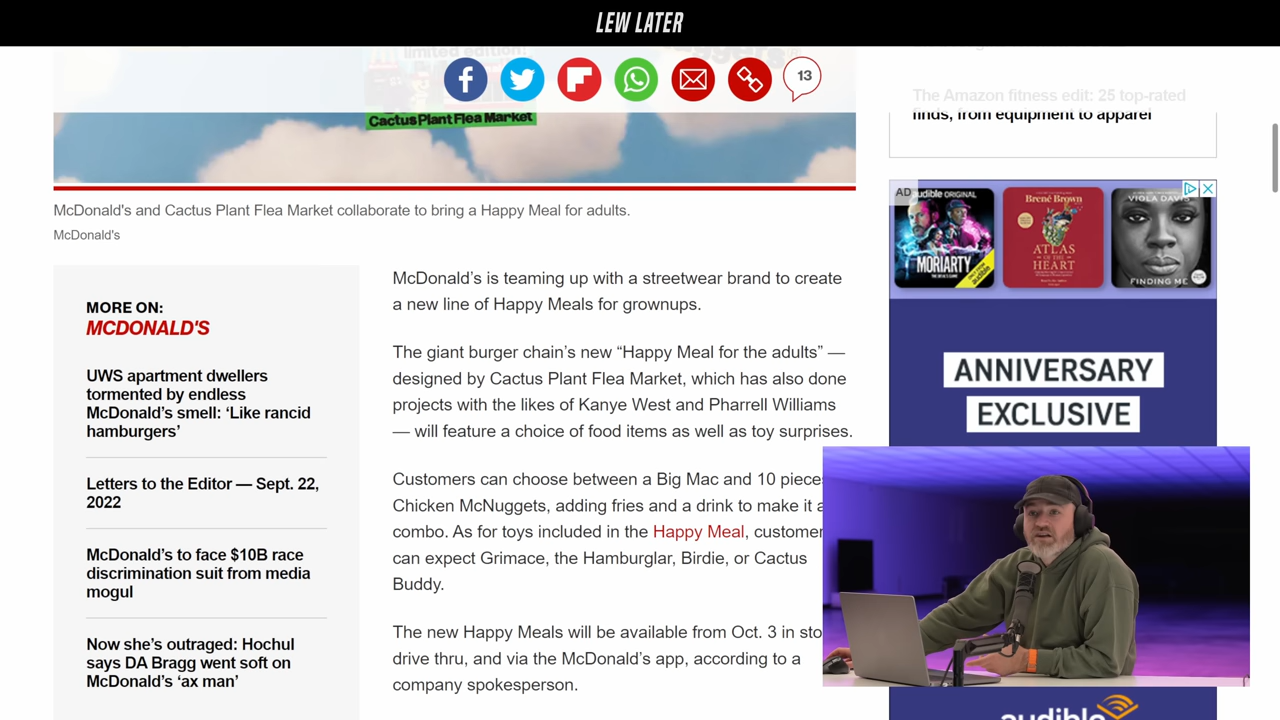 LEW LATER
limited edition!
13
Cactus Plant Flea Market
McDonald's and Cactus Plant Flea Market collaborate to bring a Happy Meal for adults.
McDonald's
MORE ON:
MCDONALD'S
UWS apartment dwellers
tormented by endless
McDonald's smell: ‘Like rancid
hamburgers’
Letters to the Editor — Sept. 22,
2022
McDonald’s to face $10B race
discrimination suit from media
mogul
Now she’s outraged: Hochul
says DA Bragg went soft on
McDonald’s ‘ax man’
McDonald’s is teaming up with a streetwear brand to create
a new line of Happy Meals for grownups.
The giant burger chain’s new “Happy Meal for the adults” —
designed by Cactus Plant Flea Market, which has also done
projects with the likes of Kanye West and Pharrell Williams
— will feature a choice of food items as well as toy surprises.
Customers can choose between a Big Mac and 10 piece
Chicken McNuggets, adding fries and a drink to make it a
combo. As for toys included in the Happy Meal, customer
can expect Grimace, the Hamburglar, Birdie, or Cactus
Buddy.
The new Happy Meals will be available from Oct. 3 in sto
drive thru, and via the McDonald’s app, according to a
company spokesperson.
The Amazon fitness edit: 25 top-rated
finds, from equipment to apparel
AD
audible ORIGINAL
MORIARTY
Brené Brown
ATLAS
OF THE
HEART
VIOLA DAVIS
FINDING ME
ANNIVERSARY
EXCLUSIVE
audible